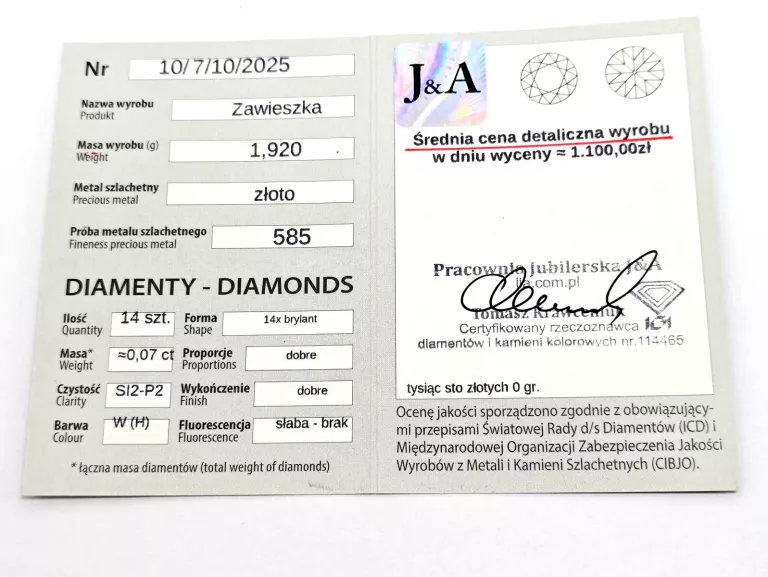 Nr 10/7/10/2025
Nazwa wyrobu
Produkt
Zawieszka
Masa wyrobu (g)
Weight
1,920
Metal szlachetny
Precious metal
złoto
Próba metalu szlachetnego
Fineness precious metal
585
DIAMENTY - DIAMONDS
Ilość
Quantity
14 szt.
Forma
Shape
14x brylant
Masa*
Weight
≈0,07 ct
Proporcje
Proportions
dobre
Czystość
Clarity
SI2-P2
Wykończenie
Finish
dobre
Barwa
Colour
W (H)
Fluorescencja
Fluorescence
słaba - brak
* łączna masa diamentów (total weight of diamonds)
J&A
Średnia cena detaliczna wyrobu
w dniu wyceny ≈ 1.100,00zł
Pracownia Jubilerska J&A
jia.com.pl
Tomasz Krawczeniuk
Certyfikowany rzeczoznawca
diamentów i kamieni kolorowych nr.114465
tysiąc sto złotych 0 gr.
Ocenę jakości sporządzono zgodnie z obowiązujący-
mi przepisami Światowej Rady d/s Diamentów (ICD) i
Międzynarodowej Organizacji Zabezpieczenia Jakości
Wyrobów z Metali i Kamieni Szlachetnych (CIBJO).